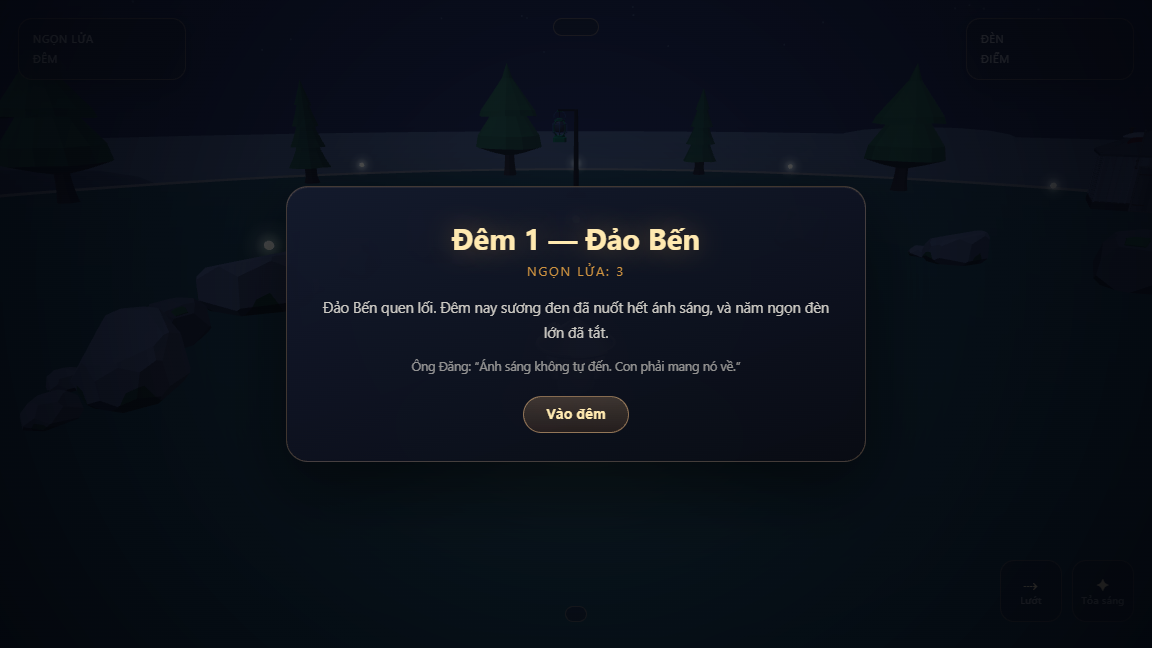 NGỌN LỬA
ĐÊM
ĐÈN
ĐIỂM
Đêm 1 — Đảo Bến
NGỌN LỬA: 3
Đảo Bến quen lối. Đêm nay sương đen đã nuốt hết ánh sáng, và năm ngọn đèn
lớn đã tắt.
Ông Đăng: "Ánh sáng không tự đến. Con phải mang nó về."
Vào đêm
→
Lướt
✦
Tỏa sáng